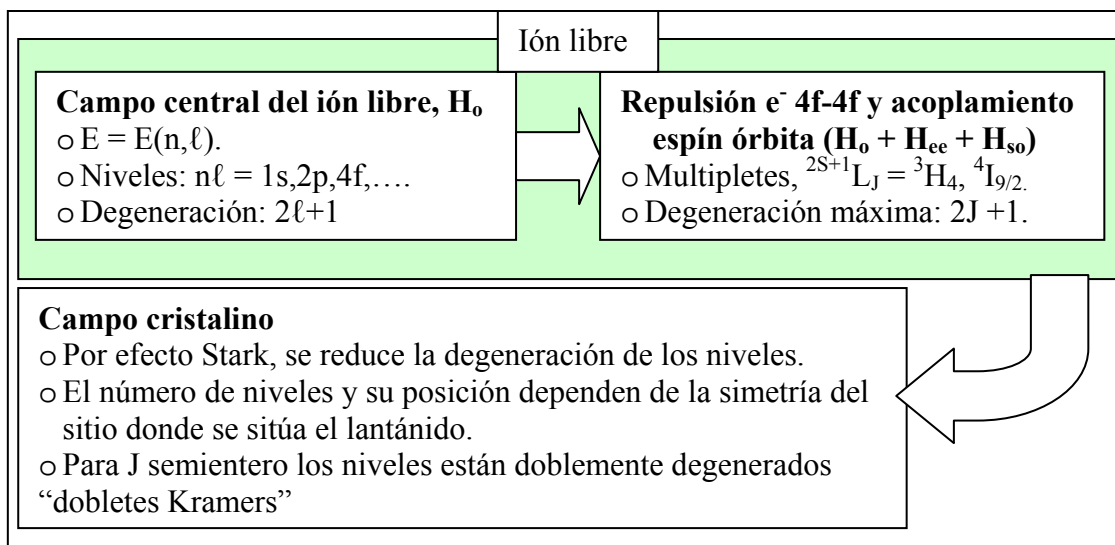 Ión libre
Campo central del ión libre, Hₒ
o E = E(n,ℓ).
o Niveles: nℓ = 1s,2p,4f,….
o Degeneración: 2ℓ+1
Repulsión e⁻ 4f-4f y acoplamiento
espín órbita (Hₒ + Hₑₑ + Hₛₒ)
o Multipletes, ²ˢ⁺¹L_J = ³H₄, ⁴I₉/₂.
o Degeneración máxima: 2J +1.
Campo cristalino
o Por efecto Stark, se reduce la degeneración de los niveles.
o El número de niveles y su posición dependen de la simetría del
sitio donde se sitúa el lantánido.
o Para J semientero los niveles están doblemente degenerados
“dobletes Kramers”